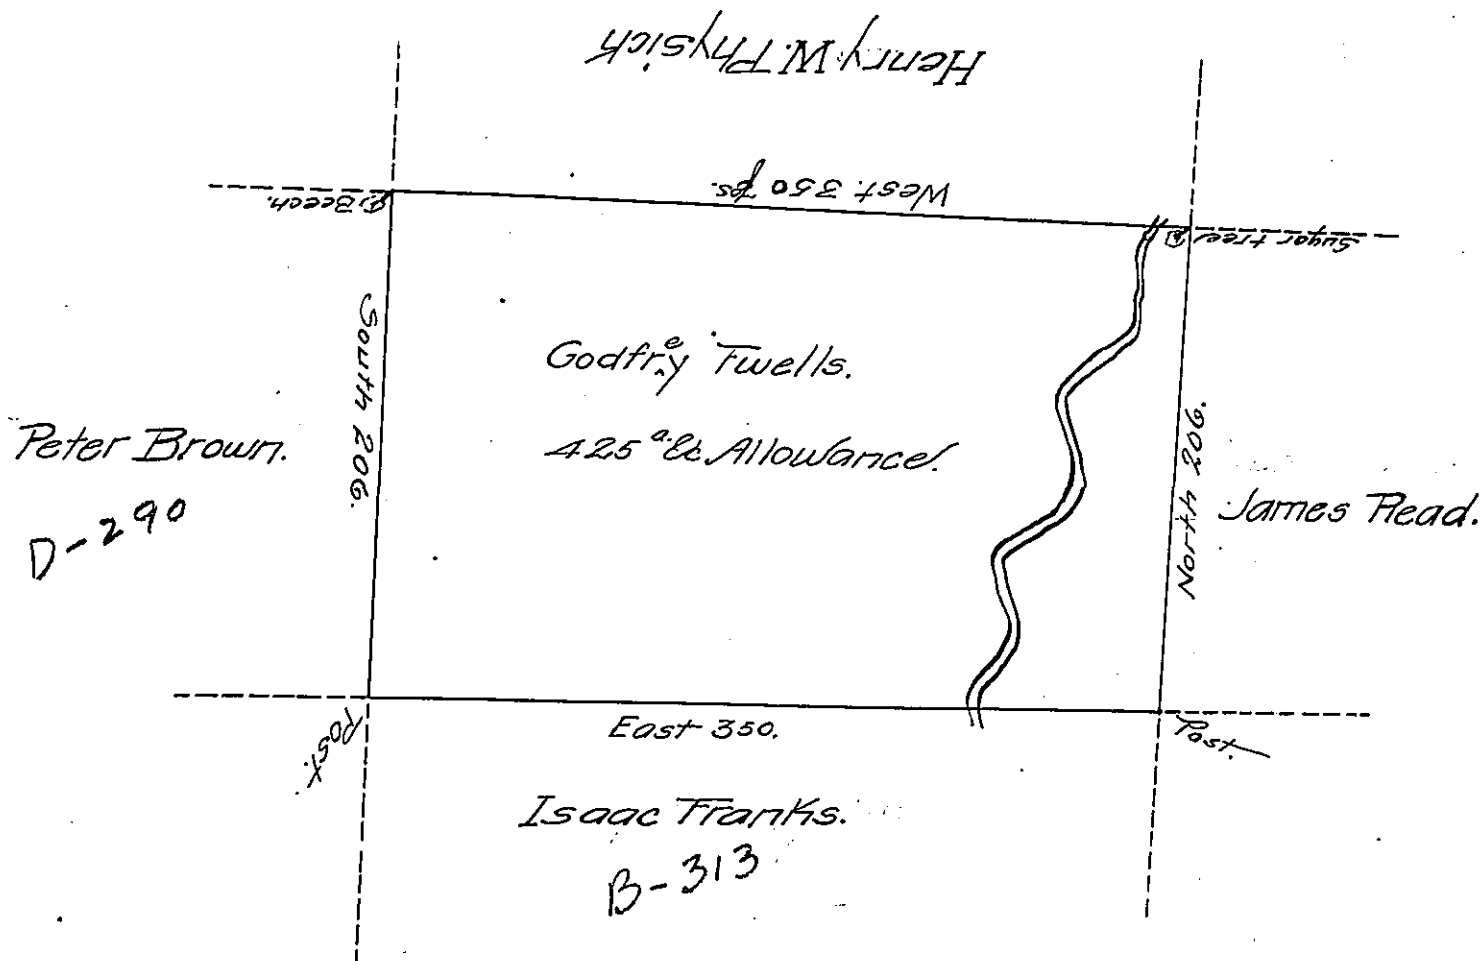 Henry W. Physick
West 350 ps.
Beech.
Sugar tree
South 206.
Godfrey Twells.
425 a. &c Allowance.
Peter Brown.
D-290
North 206.
James Read.
East 350.
Post.
Post.
Isaac Franks.
B-313